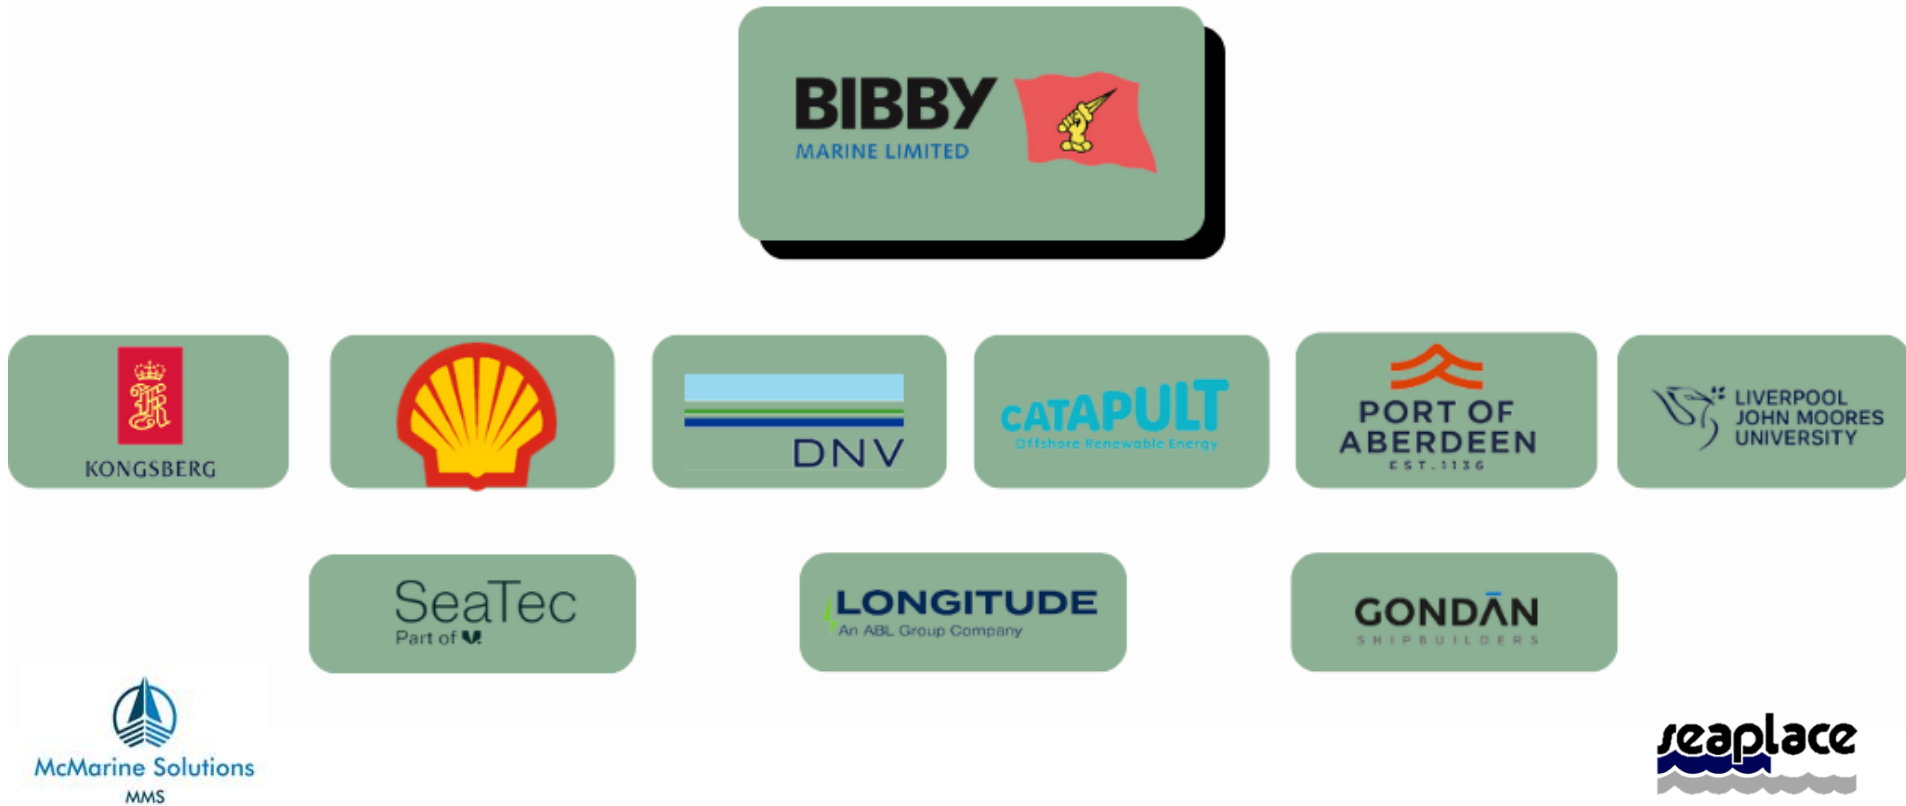 BIBBY
MARINE LIMITED
KONGSBERG
DNV
CATAPULT
Offshore Renewable Energy
PORT OF
ABERDEEN
EST.1136
LIVERPOOL
JOHN MOORES
UNIVERSITY
SeaTec
Part of V.
LONGITUDE
An ABL Group Company
GONDĀN
SHIPBUILDERS
McMarine Solutions
MMS
seaplace